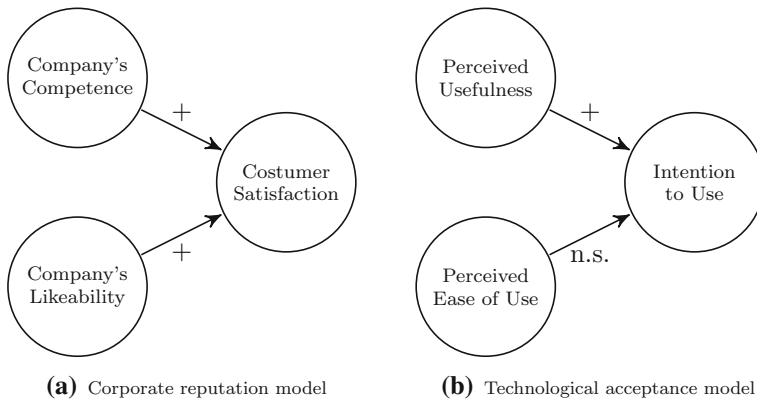 Company's
Competence
+
Costumer
Satisfaction
+
Company's
Likeability
(a) Corporate reputation model
Perceived
Usefulness
+
Intention
to Use
n.s.
Perceived
Ease of Use
(b) Technological acceptance model